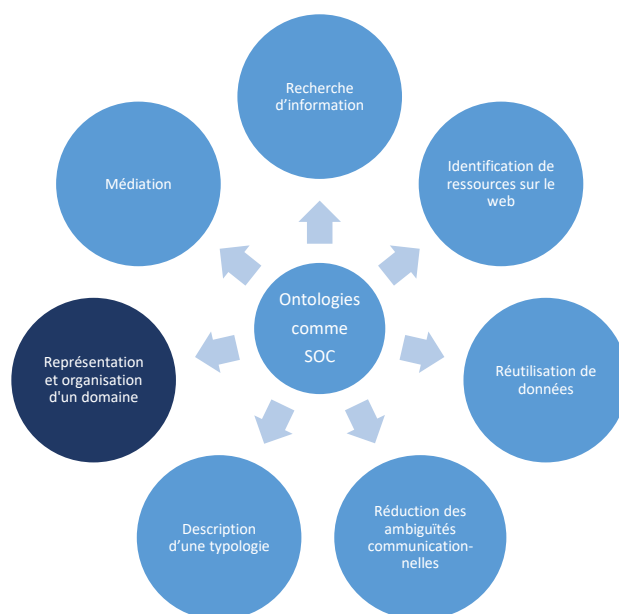 Recherche
d'information
Identification de
ressources sur le
web
Réutilisation de
données
Réduction des
ambiguïtés
communication-
nelles
Description
d'une typologie
Représentation
et organisation
d'un domaine
Médiation
Ontologies
comme
SOC